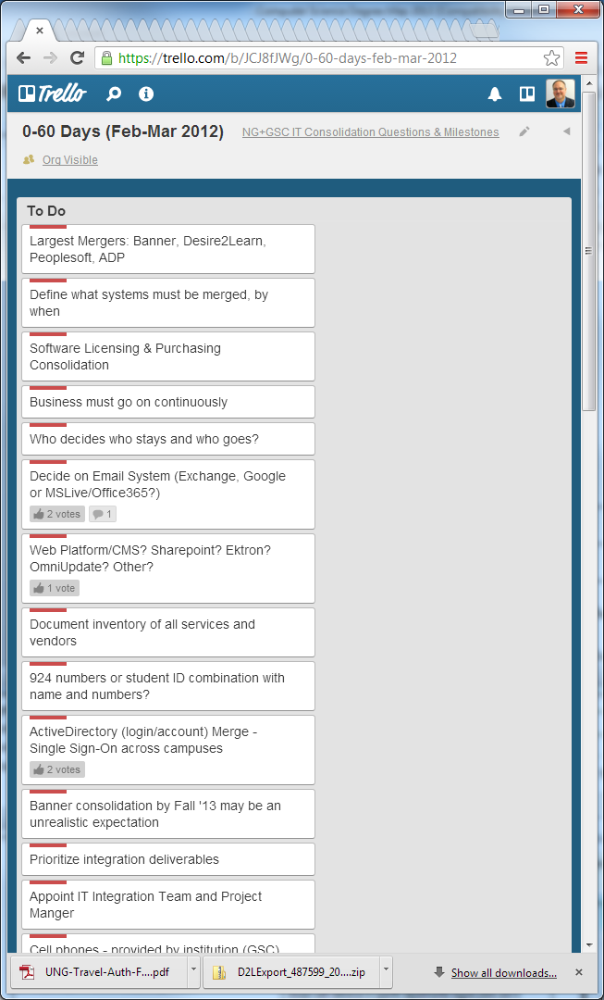 https://trello.com/b/JCJ8fJWg/0-60-days-feb-mar-2012
Trello
0-60 Days (Feb-Mar 2012) NG+GSC IT Consolidation Questions & Milestones
Org Visible
To Do
Largest Mergers: Banner, Desire2Learn,
Peoplesoft, ADP
Define what systems must be merged, by
when
Software Licensing & Purchasing
Consolidation
Business must go on continuously
Who decides who stays and who goes?
Decide on Email System (Exchange, Google
or MSLive/Office365?)
2 votes 1
Web Platform/CMS? Sharepoint? Ektron?
OmniUpdate? Other?
1 vote
Document inventory of all services and
vendors
924 numbers or student ID combination with
name and numbers?
ActiveDirectory (login/account) Merge -
Single Sign-On across campuses
2 votes
Banner consolidation by Fall '13 may be an
unrealistic expectation
Prioritize integration deliverables
Appoint IT Integration Team and Project
Manger
Cell phones - provided by institution (GSC)
UNG-Travel-Auth-F....pdf D2LExport_487599_20....zip Show all downloads...